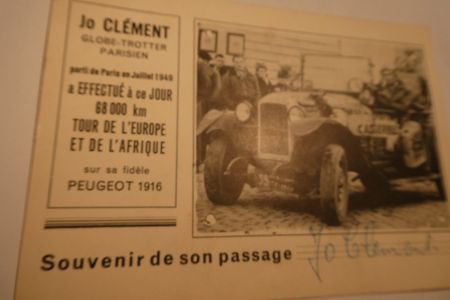 Jo CLÉMENT
GLOBE-TROTTER
PARISIEN
parti de Paris en Juillet 1949
a EFFECTUÉ à ce JOUR
68 000 km
TOUR DE L'EUROPE
ET DE L'AFRIQUE
sur sa fidèle
PEUGEOT 1916
Souvenir de son passage
Jo Clément